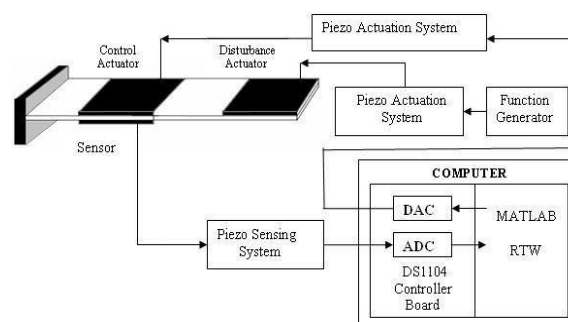 Piezo Actuation System
Control
Actuator
Disturbance
Actuator
Piezo Actuation
System
Function
Generator
Sensor
COMPUTER
DAC
MATLAB
Piezo Sensing
System
ADC
RTW
DS1104
Controller
Board